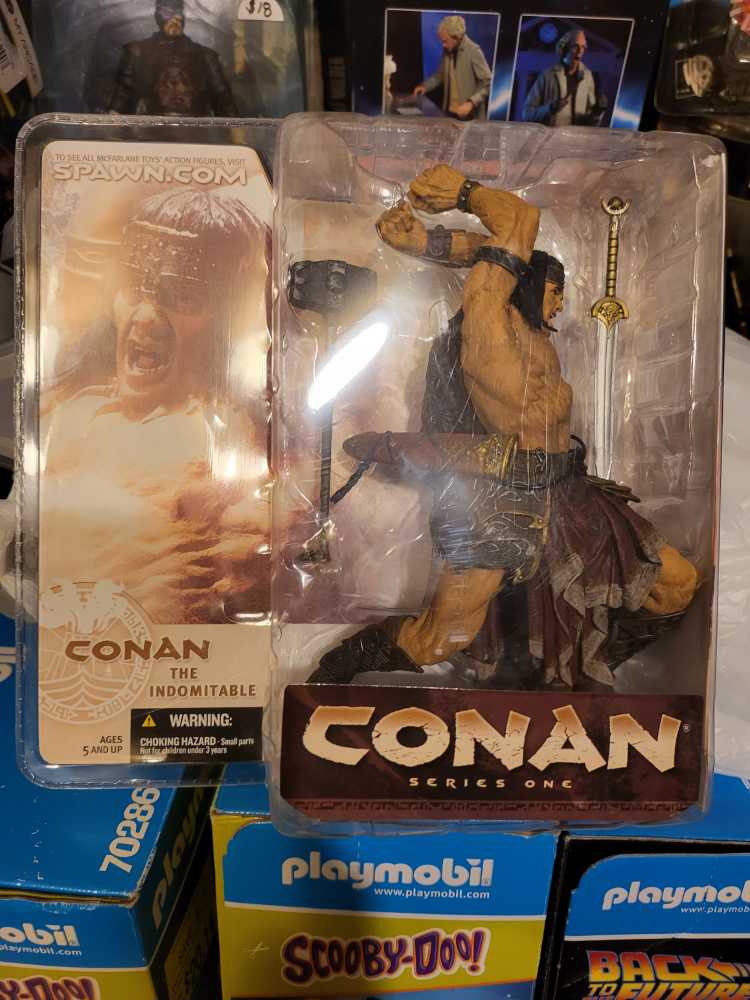 $18
TO SEE ALL McFARLANE TOYS' ACTION FIGURES, VISIT
SPAWN.COM
CONAN
THE
INDOMITABLE
AGES
5 AND UP
WARNING:
CHOKING HAZARD - Small parts
Not for children under 3 years
CONAN®
SERIES ONE
70286
playmobil
www.playmobil.com
SCOOBY-DOO!
playmobil
www.playmobil
BACK
TO THE
FUTURE